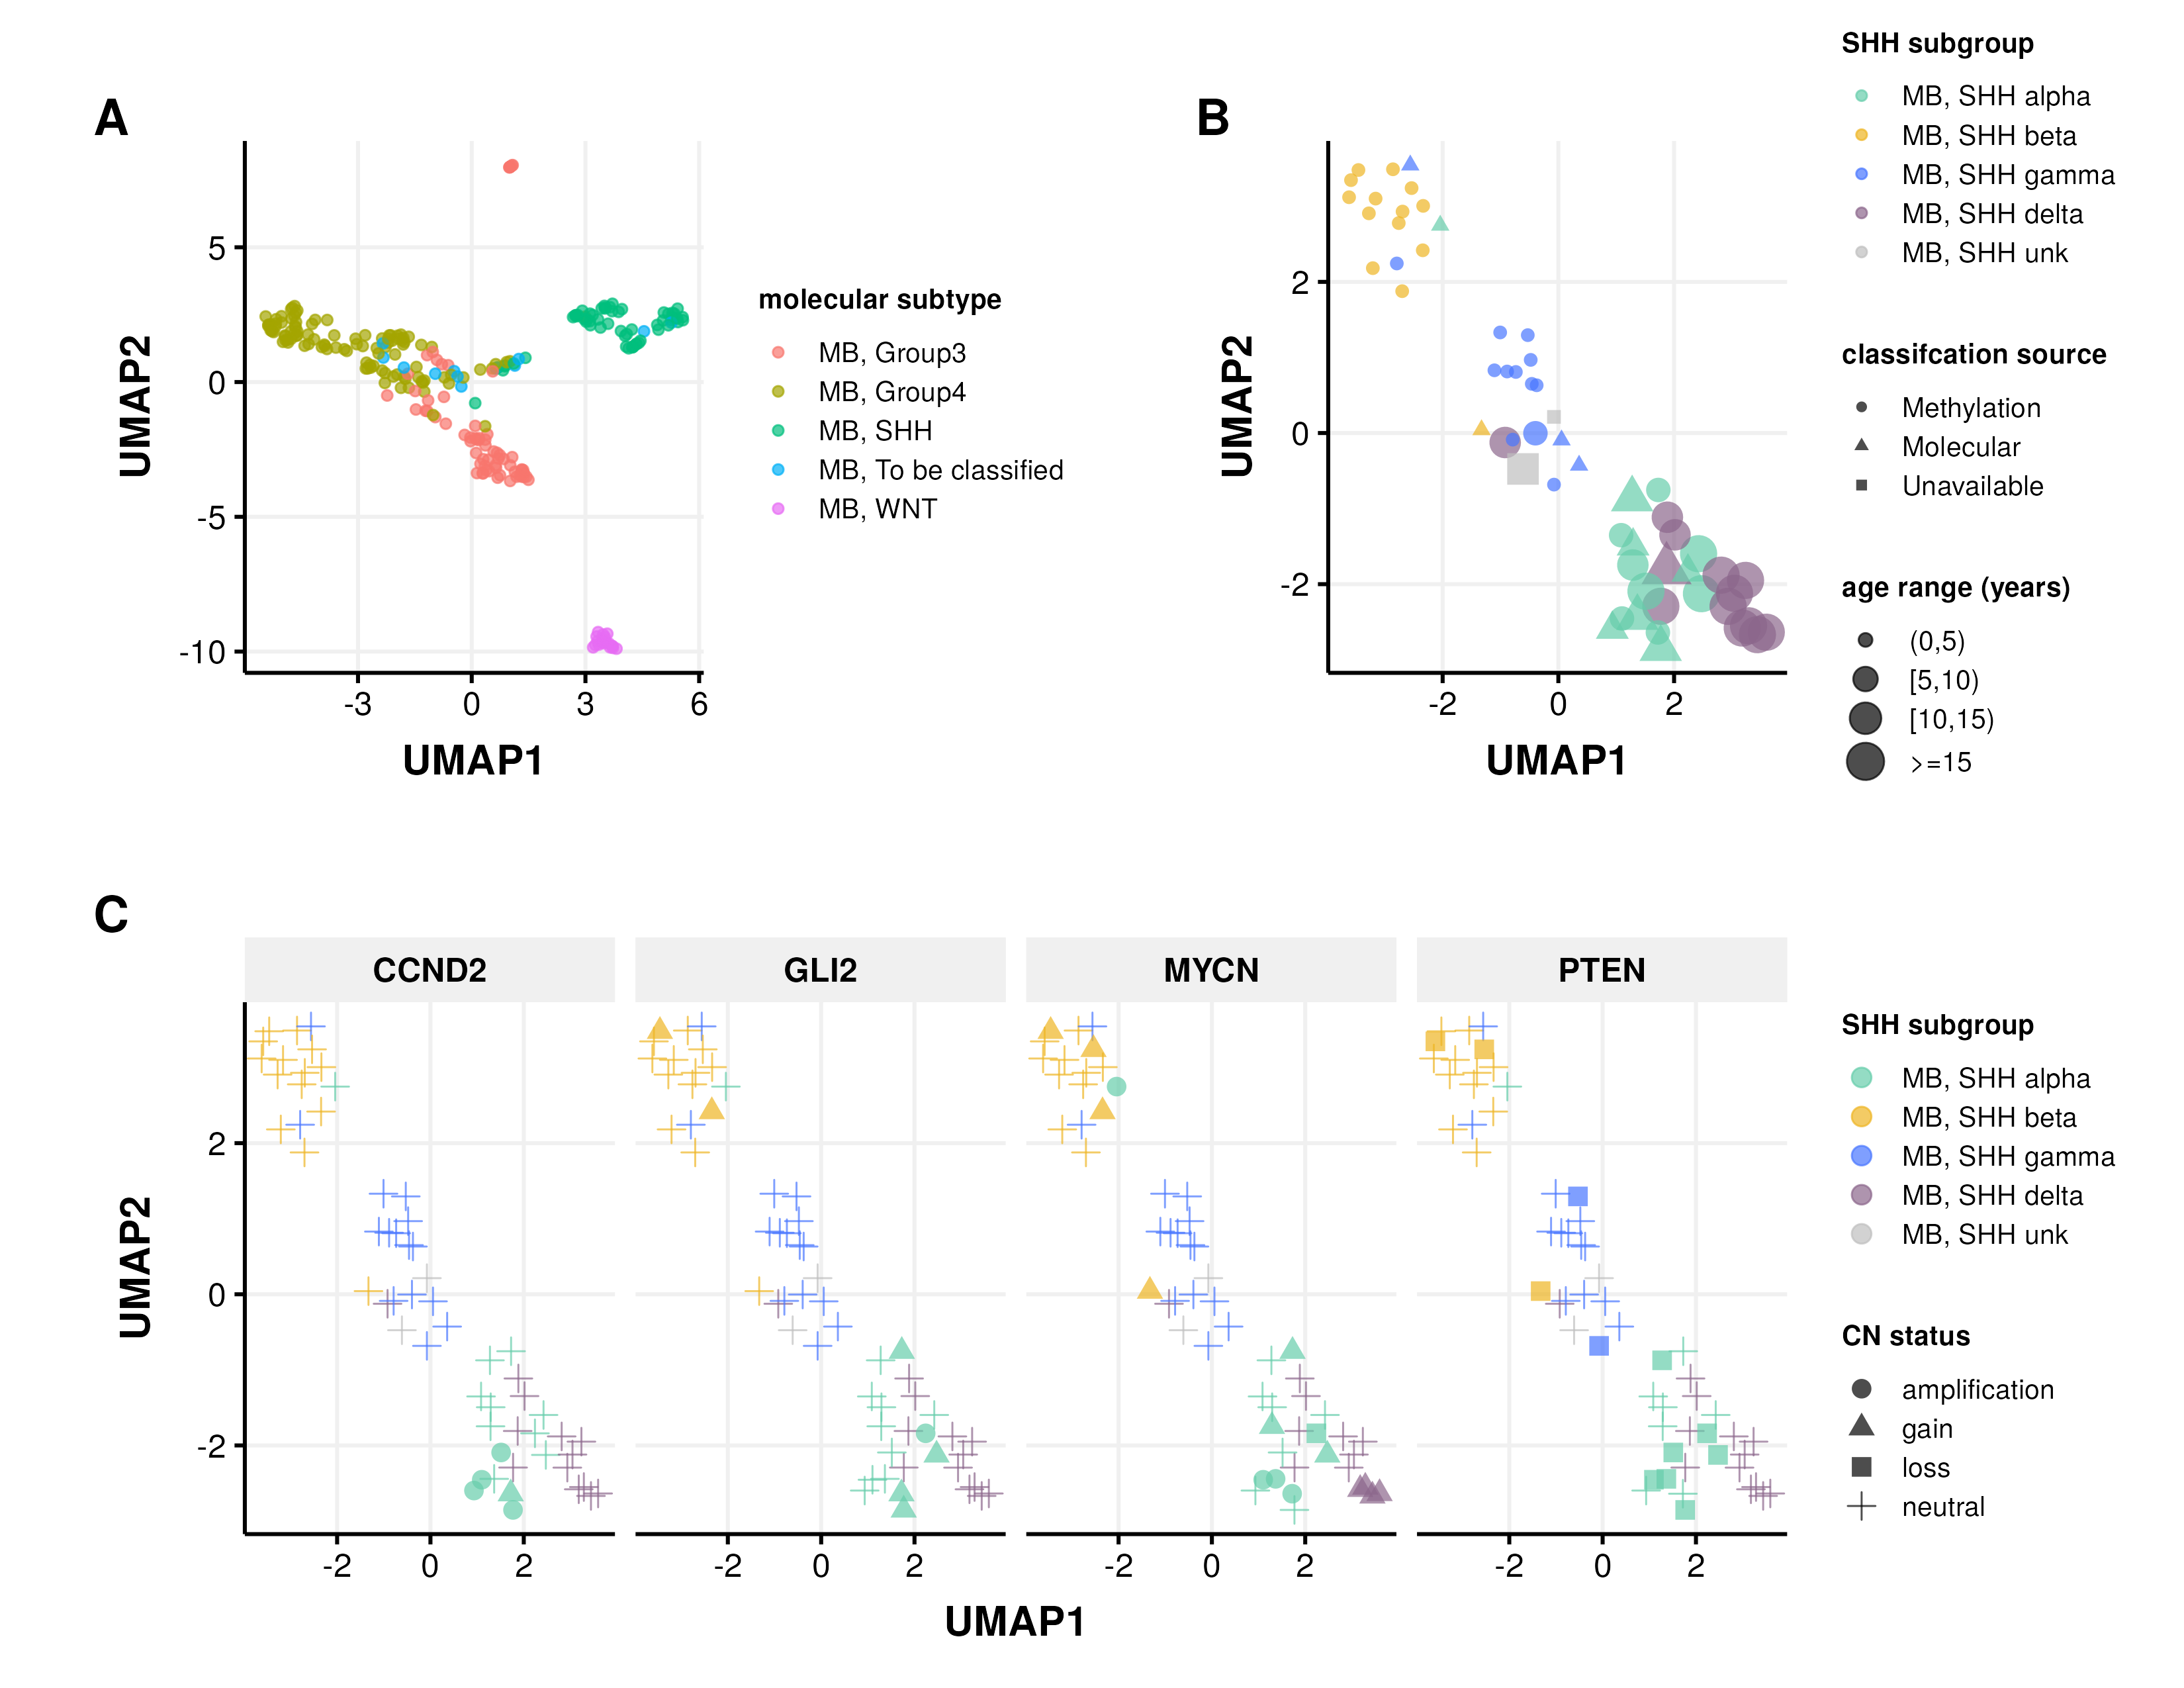 A
5
0
-5
-10
-3
0
3
6
UMAP2
UMAP1
molecular subtype
MB, Group3
MB, Group4
MB, SHH
MB, To be classified
MB, WNT
B
2
0
-2
-2
0
2
UMAP2
UMAP1
SHH subgroup
MB, SHH alpha
MB, SHH beta
MB, SHH gamma
MB, SHH delta
MB, SHH unk
classifcation source
Methylation
Molecular
Unavailable
age range (years)
(0,5)
[5,10)
[10,15)
>=15
C
CCND2
GLI2
MYCN
PTEN
2
0
-2
UMAP2
-2
0
2
-2
0
2
-2
0
2
-2
0
2
UMAP1
SHH subgroup
MB, SHH alpha
MB, SHH beta
MB, SHH gamma
MB, SHH delta
MB, SHH unk
CN status
amplification
gain
loss
neutral